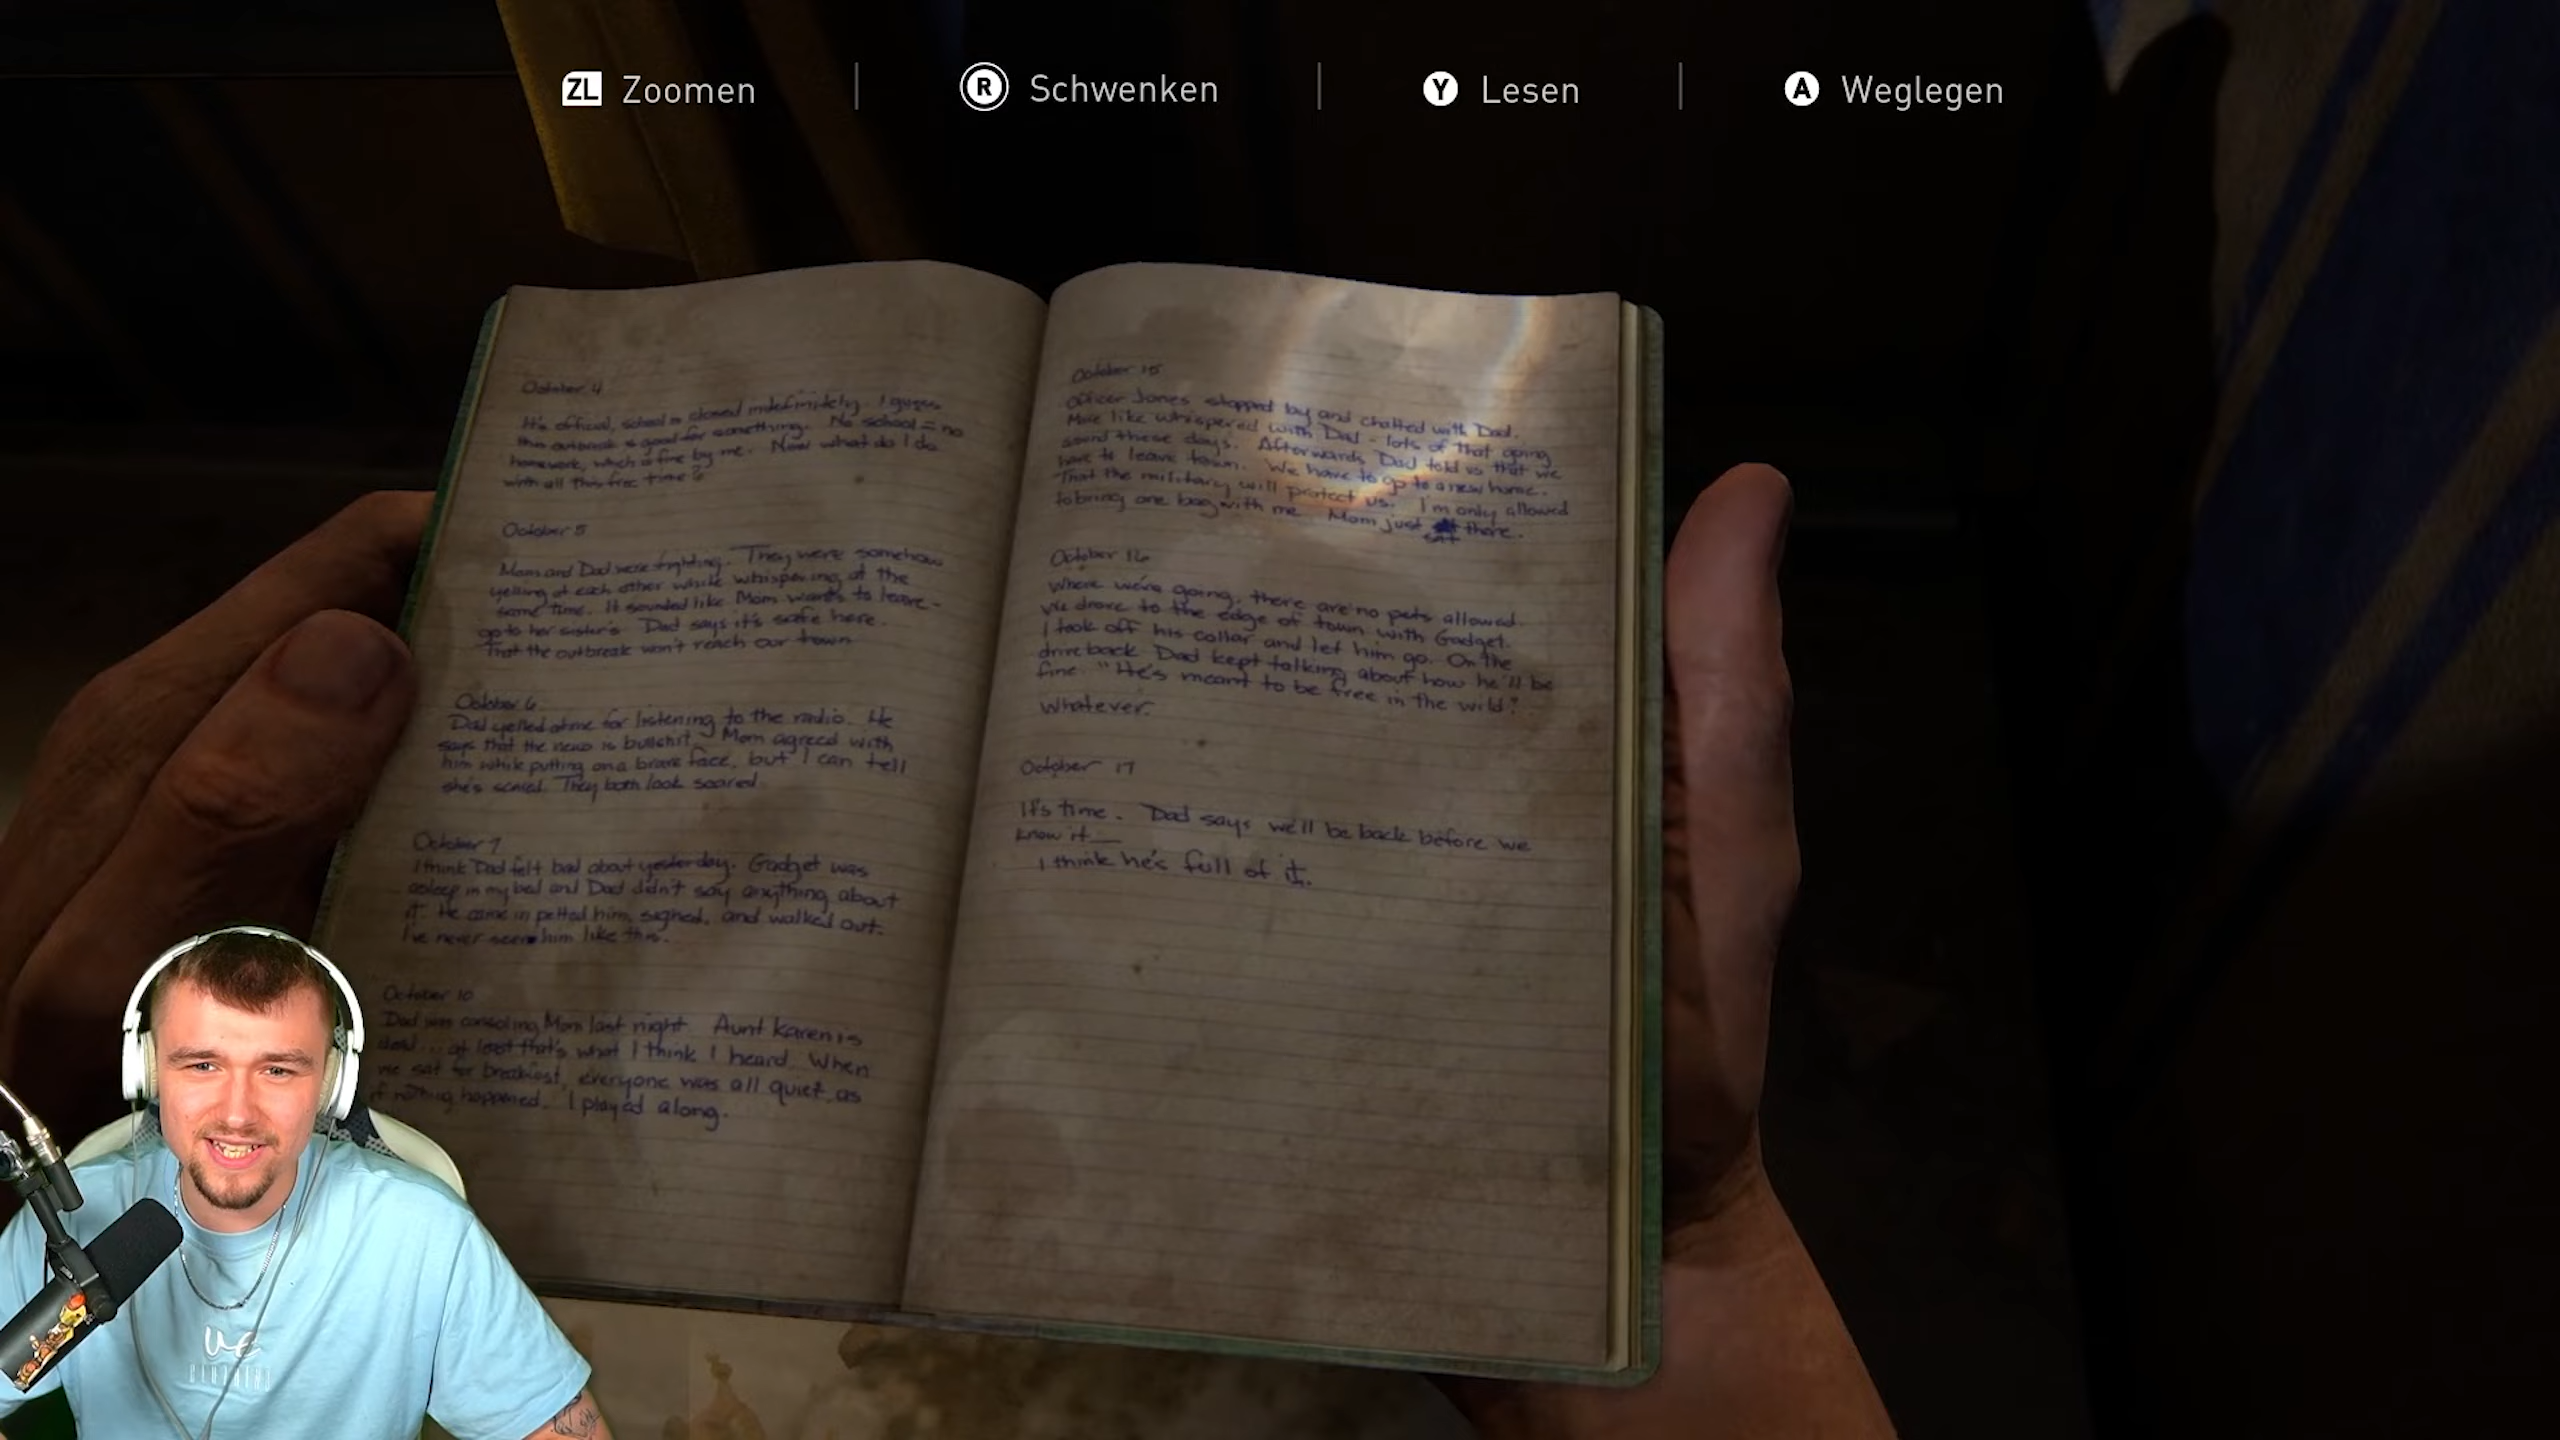 ZL Zoomen
R Schwenken
Y Lesen
A Weglegen
October 4
It's official, school is closed indefinitely. I guess
this outbreak is good for something. No school = no
homework, which is fine by me. Now what do I do
with all this free time?
October 5
Mom and Dad were fighting. They were somehow
yelling at each other while whispering at the
same time. It sounded like Mom wants to leave -
go to her sister's. Dad says it's safe here.
That the outbreak won't reach our town
October 6
Dad yelled at me for listening to the radio. He
says that the news is bullshit. Mom agreed with
him while putting on a brave face, but I can tell
she's scared. They both look scared.
October 7
I think Dad felt bad about yesterday. Gadget was
asleep in my bed and Dad didn't say anything about
it. He came in petted him, sighed, and walked out.
I've never seen him like this.
October 10
Dad was consoling Mom last night. Aunt Karen is
dead... at least that's what I think I heard. When
we sat for breakfast, everyone was all quiet as
if nothing happened. I played along.
October 15
Officer Jones stopped by and chatted with Dad.
More like whispered with Dad - lots of that going
around these days. Afterwards, Dad told us that we
have to leave town. We have to go to a new home.
That the military will protect us. I'm only allowed
to bring one bag with me. Mom just sat there.
October 16
Where we're going, there are no pets allowed.
We drove to the edge of town with Gadget.
I took off his collar and let him go. On the
drive back Dad kept talking about how he'll be
fine. "He's meant to be free in the wild."
Whatever.
October 17
It's time. Dad says we'll be back before we
know it
I think he's full of it.